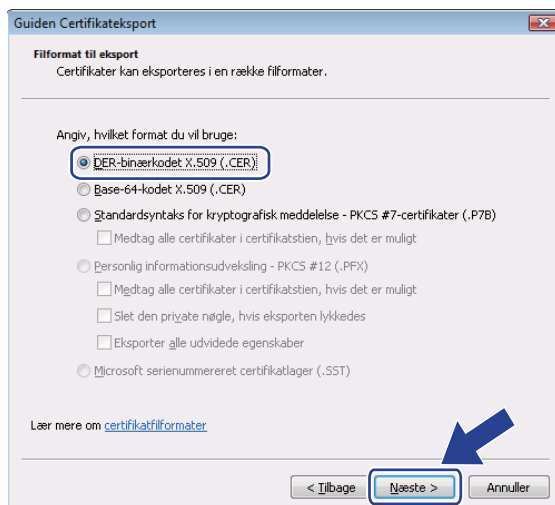 Guiden Certifikateksport
Filformat til eksport
Certifikater kan eksporteres i en række filformater.
Angiv, hvilket format du vil bruge:
DER-binærkodet X.509 (.CER)
Base-64-kodet X.509 (.CER)
Standardsyntaks for kryptografisk meddelelse - PKCS #7-certifikater (.P7B)
Medtag alle certifikater i certifikatstien, hvis det er muligt
Personlig informationsudveksling - PKCS #12 (.PFX)
Medtag alle certifikater i certifikatstien, hvis det er muligt
Slet den private nøgle, hvis eksporten lykkedes
Eksporter alle udvidede egenskaber
Microsoft serienummereret certifikatlager (.SST)
Lær mere om certifikatfilformater
< Tilbage Næste > Annuller